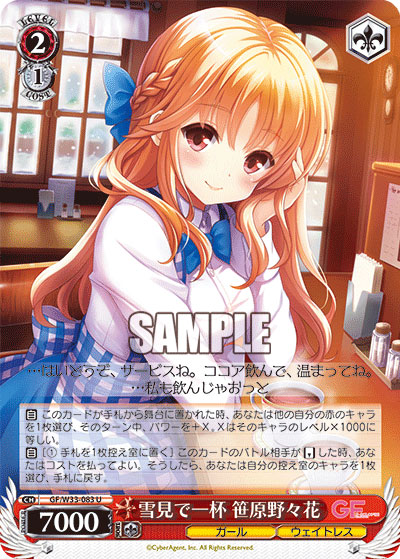 LEVEL
2
1
COST
SAMPLE
…はいどうぞ、サービスね。ココア飲んで、温まってね。
…私も飲んじゃおっと
自 このカードが手札から舞台に置かれた時、あなたは他の自分の赤のキャラ
を1枚選び、そのターン中、パワーを+X。Xはそのキャラのレベル×1000に
等しい。
自 [① 手札を1枚控え室に置く] このカードのバトル相手が した時、あ
なたはコストを払ってよい。そうしたら、あなたは自分の控え室のキャラを1
枚選び、手札に戻す。
CH GF/W33-083 U
©CyberAgent, Inc. All Rights Reserved.
7000
雪見で一杯 笹原野々花
GF
ガール
ウェイトレス